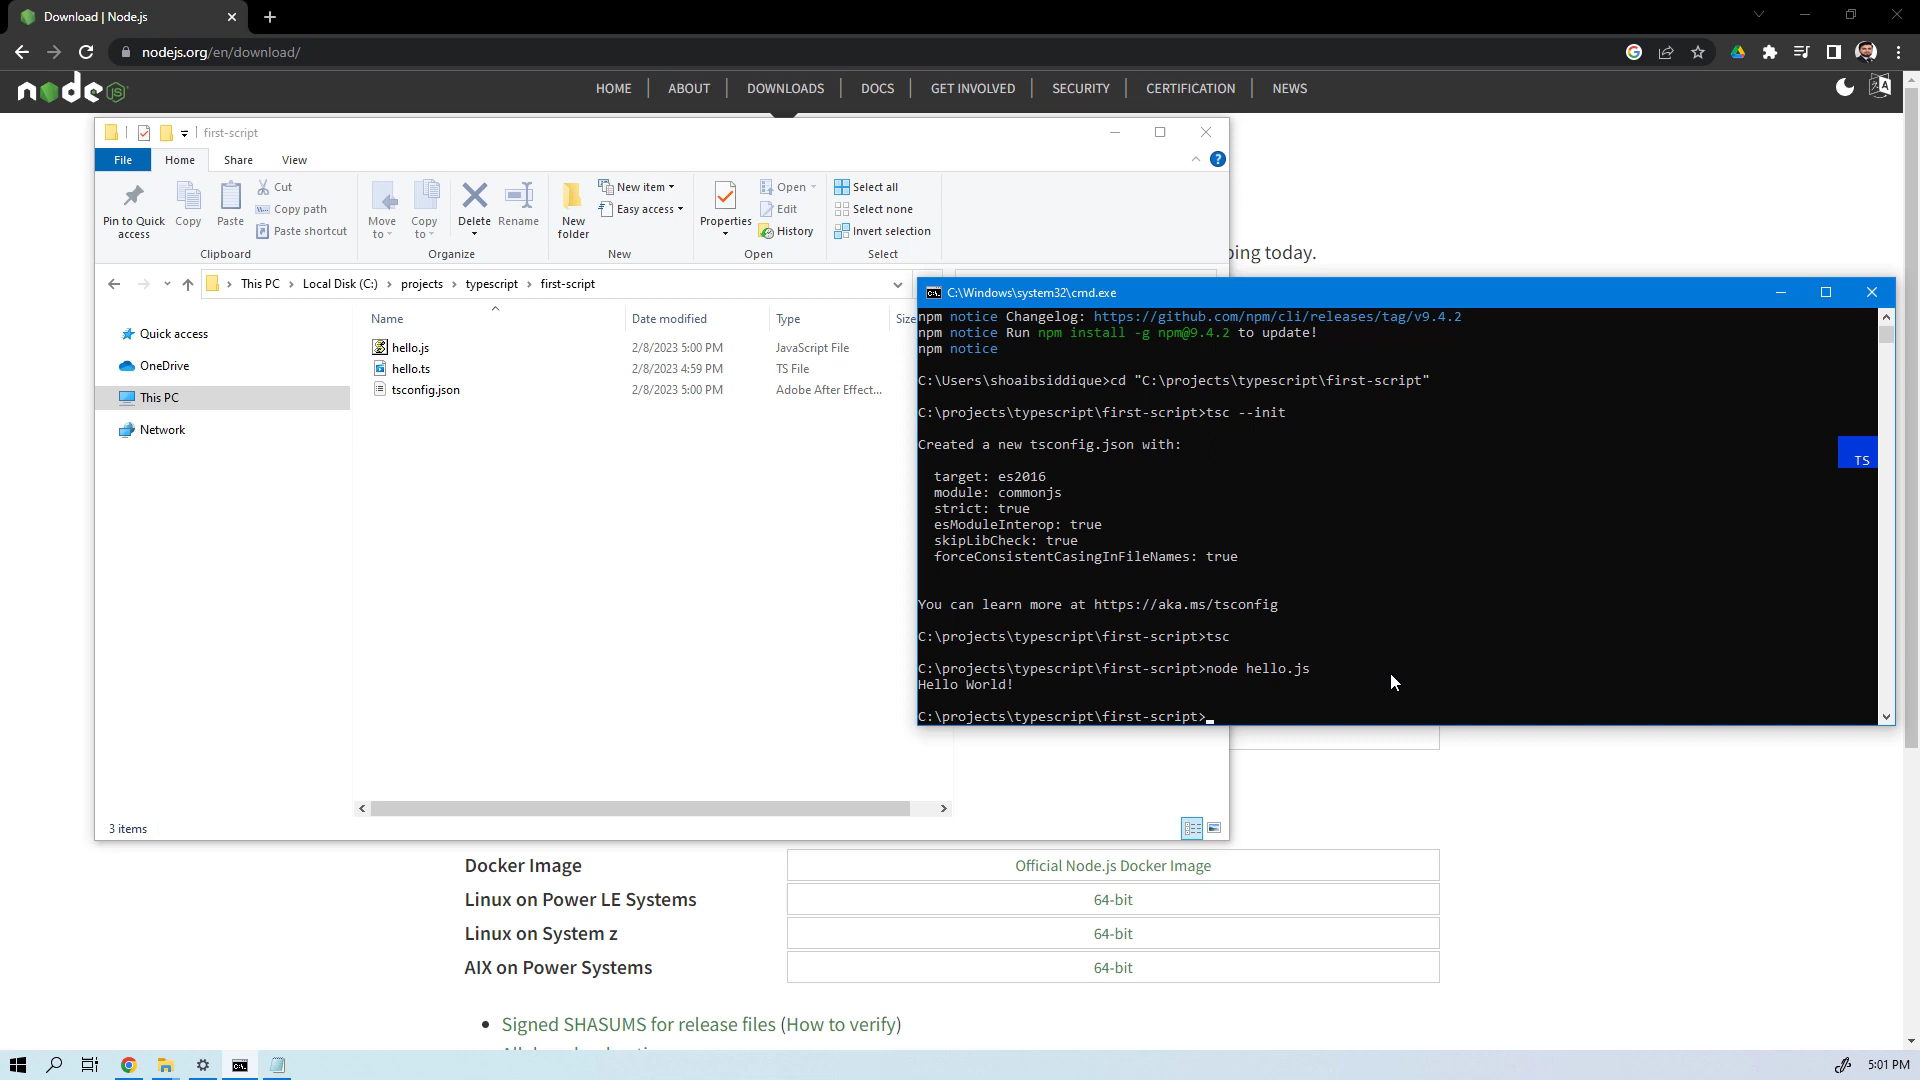 Download | Node.js
nodejs.org/en/download/
node JS
HOME ABOUT DOWNLOADS DOCS GET INVOLVED SECURITY CERTIFICATION NEWS
first-script
File Home Share View
Pin to Quick access
Copy
Paste
Cut
Copy path
Paste shortcut
Clipboard
Move to
Copy to
Delete
Rename
Organize
New folder
New item
Easy access
New
Properties
Open
Edit
History
Open
Select all
Select none
Invert selection
Select
ping today.
This PC > Local Disk (C:) > projects > typescript > first-script
Quick access
OneDrive
This PC
Network
Name Date modified Type Size
hello.js 2/8/2023 5:00 PM JavaScript File
hello.ts 2/8/2023 4:59 PM TS File
tsconfig.json 2/8/2023 5:00 PM Adobe After Effect...
3 items
C:\Windows\system32\cmd.exe
npm notice Changelog: https://github.com/npm/cli/releases/tag/v9.4.2
npm notice Run npm install -g npm@9.4.2 to update!
npm notice
C:\Users\shoaibsiddique>cd "C:\projects\typescript\first-script"
C:\projects\typescript\first-script>tsc --init
Created a new tsconfig.json with:
TS
target: es2016
module: commonjs
strict: true
esModuleInterop: true
skipLibCheck: true
forceConsistentCasingInFileNames: true
You can learn more at https://aka.ms/tsconfig
C:\projects\typescript\first-script>tsc
C:\projects\typescript\first-script>node hello.js
Hello World!
C:\projects\typescript\first-script>
Docker Image Official Node.js Docker Image
Linux on Power LE Systems 64-bit
Linux on System z 64-bit
AIX on Power Systems 64-bit
Signed SHASUMS for release files (How to verify)
5:01 PM